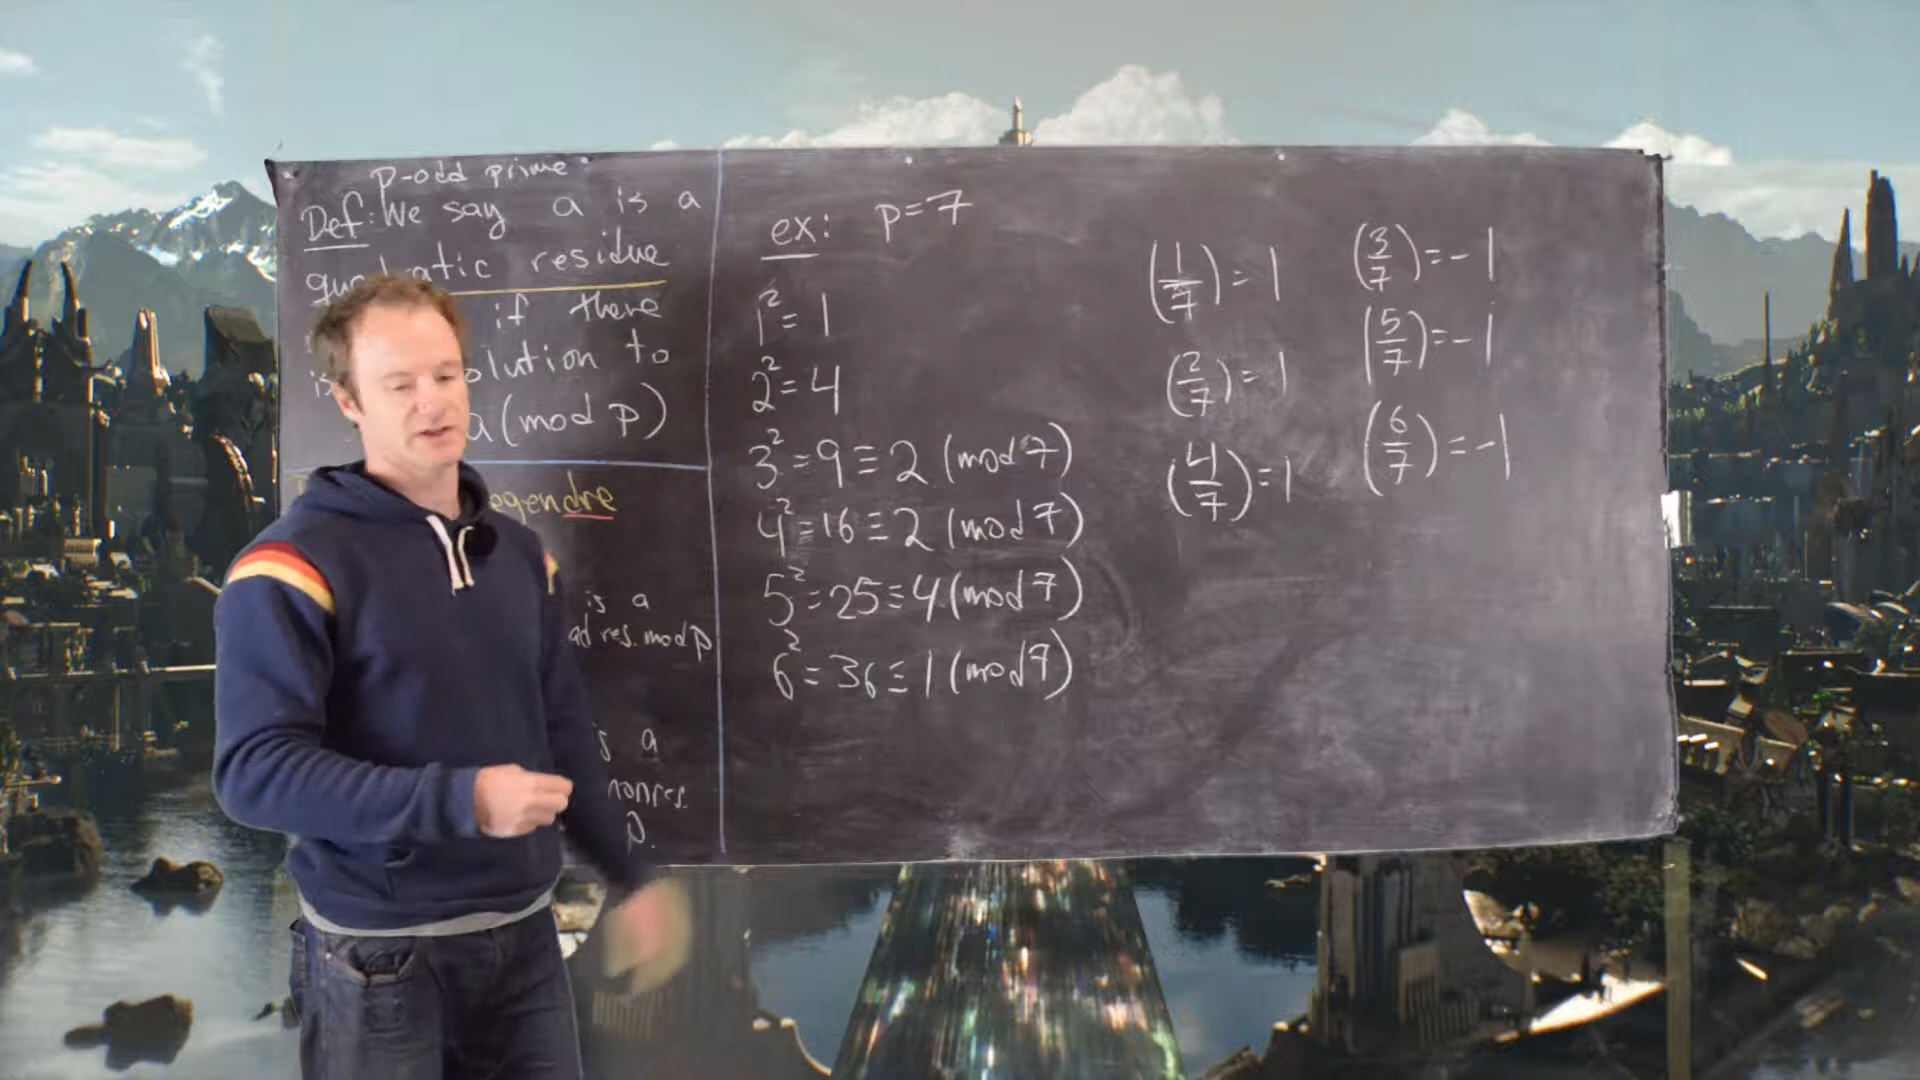 p-odd prime
Def: We say a is a
quadratic residue
if there
is solution to
a (mod p)
egendre
is a
ad res. mod p
is a
nonres.
p.
ex: p=7
1²=1
2²=4
3²=9≡2 (mod 7)
4²=16≡2 (mod 7)
5²=25≡4 (mod 7)
6²=36≡1 (mod 7)
(1/7)=1
(2/7)=1
(4/7)=1
(3/7)=-1
(5/7)=-1
(6/7)=-1